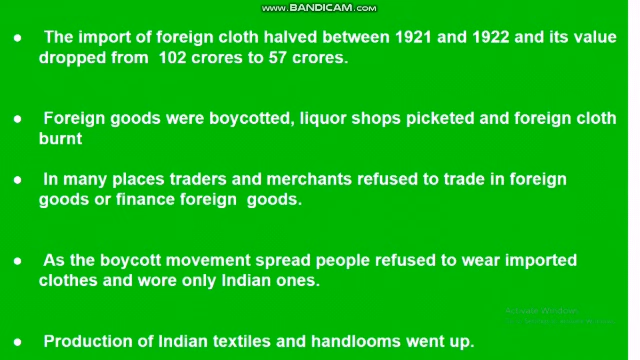 www.BANDICAM.com
● The import of foreign cloth halved between 1921 and 1922 and its value
dropped from 102 crores to 57 crores.
● Foreign goods were boycotted, liquor shops picketed and foreign cloth
burnt
● In many places traders and merchants refused to trade in foreign
goods or finance foreign goods.
● As the boycott movement spread people refused to wear imported
clothes and wore only Indian ones.
Activate Windows
● Production of Indian textiles and handlooms went up.